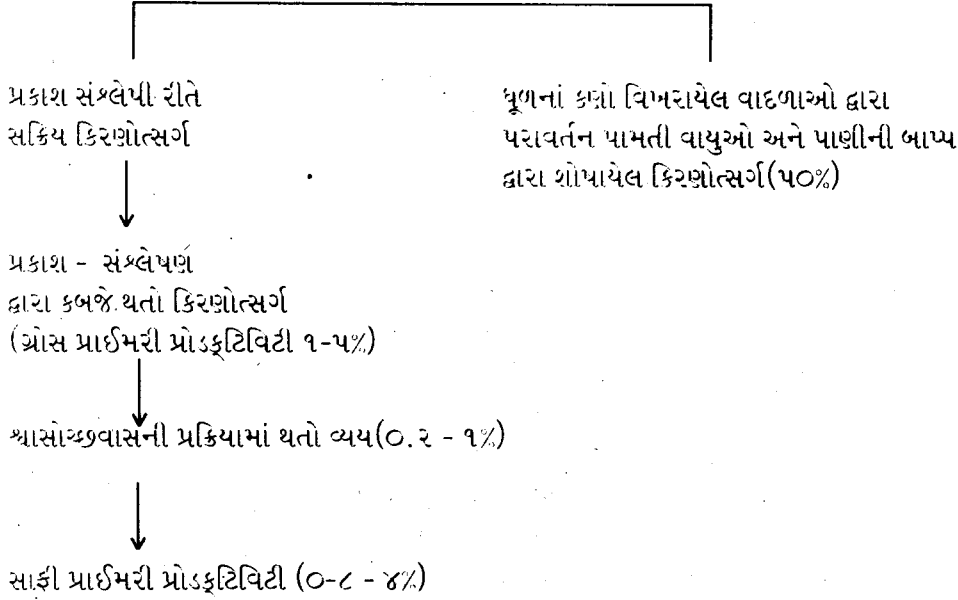 પ્રકાશ સંશ્લેષી રીતે
સક્રિય કિરણોત્સર્ગ
ધૂળનાં કણો વિખરાયેલ વાદળાઓ દ્વારા
પરાવર્તન પામતી વાયુઓ અને પાણીની બાષ્પ
દ્વારા શોષાયેલ કિરણોત્સર્ગ(૫૦%)
પ્રકાશ - સંશ્લેષણ
દ્વારા કબજે થતો કિરણોત્સર્ગ
(ગ્રોસ પ્રાઈમરી પ્રોડક્ટિવિટી ૧-૫%)
શ્વાસોચ્છવાસની પ્રક્રિયામાં થતો વ્યય(૦.૨ - ૧%)
સાફી પ્રાઈમરી પ્રોડક્ટિવિટી (૦-૮ - ૪%)